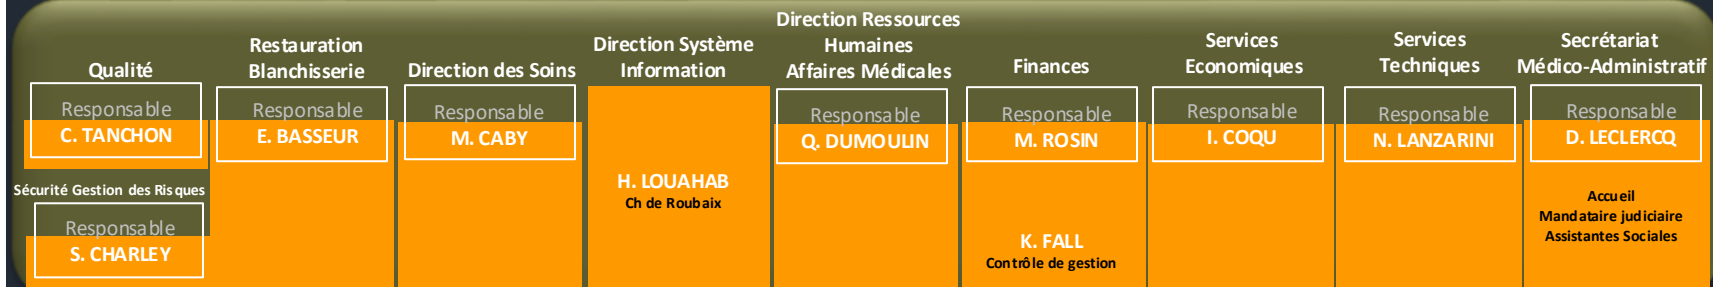 Qualité
Responsable
C. TANCHON
Sécurité Gestion des Risques
Responsable
S. CHARLEY
Restauration
Blanchisserie
Responsable
E. BASSEUR
Direction des Soins
Responsable
M. CABY
Direction Système
Information
H. LOUAHAB
Ch de Roubaix
Direction Ressources
Humaines
Affaires Médicales
Responsable
Q. DUMOULIN
Finances
Responsable
M. ROSIN
K. FALL
Contrôle de gestion
Services
Economiques
Responsable
I. COQU
Services
Techniques
Responsable
N. LANZARINI
Secrétariat
Médico-Administratif
Responsable
D. LECLERCQ
Accueil
Mandataire judiciaire
Assistantes Sociales